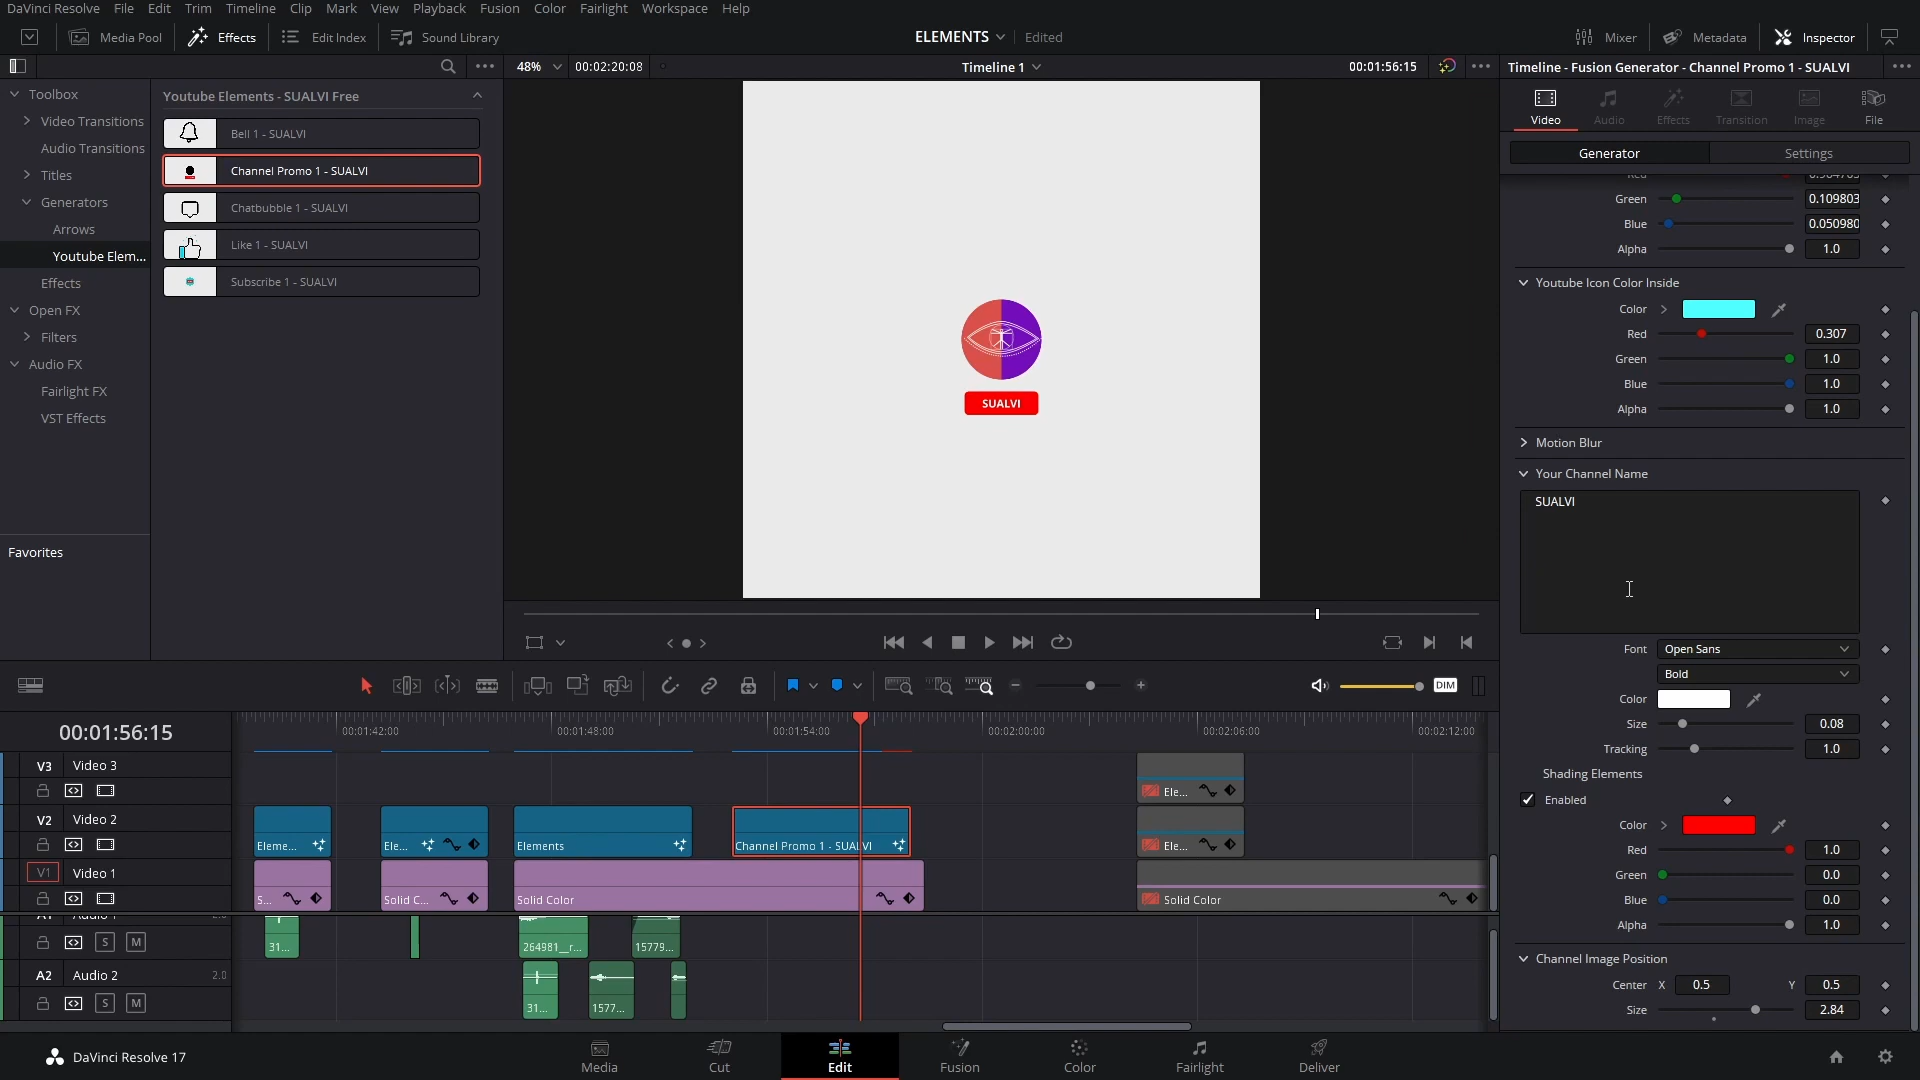 DaVinci Resolve File Edit Trim Timeline Clip Mark View Playback Fusion Color Fairlight Workspace Help
Media Pool Effects Edit Index Sound Library ELEMENTS Edited Mixer Metadata Inspector
48% 00:02:20:08 Timeline 1 00:01:56:15 Timeline - Fusion Generator - Channel Promo 1 - SUALVI
Toolbox
Video Transitions
Audio Transitions
Titles
Generators
Arrows
Youtube Elem...
Effects
Open FX
Filters
Audio FX
Fairlight FX
VST Effects
Favorites
Youtube Elements - SUALVI Free
Bell 1 - SUALVI
Channel Promo 1 - SUALVI
Chatbubble 1 - SUALVI
Like 1 - SUALVI
Subscribe 1 - SUALVI
SUALVI
Video Audio Effects Transition Image File
Generator Settings
Green 0.109803
Blue 0.050980
Alpha 1.0
Youtube Icon Color Inside
Color
Red 0.307
Green 1.0
Blue 1.0
Alpha 1.0
Motion Blur
Your Channel Name
SUALVI
Font Open Sans
Bold
Color
Size 0.08
Tracking 1.0
Shading Elements
Enabled
Color
Red 1.0
Green 0.0
Blue 0.0
Alpha 1.0
Channel Image Position
Center X 0.5 Y 0.5
Size 2.84
DIM
00:01:56:15 00:01:42:00 00:01:48:00 00:01:54:00 00:02:00:00 00:02:06:00 00:02:12:00
V3 Video 3
Ele...
V2 Video 2
Eleme... Ele... Elements Channel Promo 1 - SUALVI Ele...
V1 Video 1
S... Solid C... Solid Color Solid Color
S M 31... 264981__r... 15779...
A2 Audio 2 2.0
S M 31... 1577...
DaVinci Resolve 17 Media Cut Edit Fusion Color Fairlight Deliver